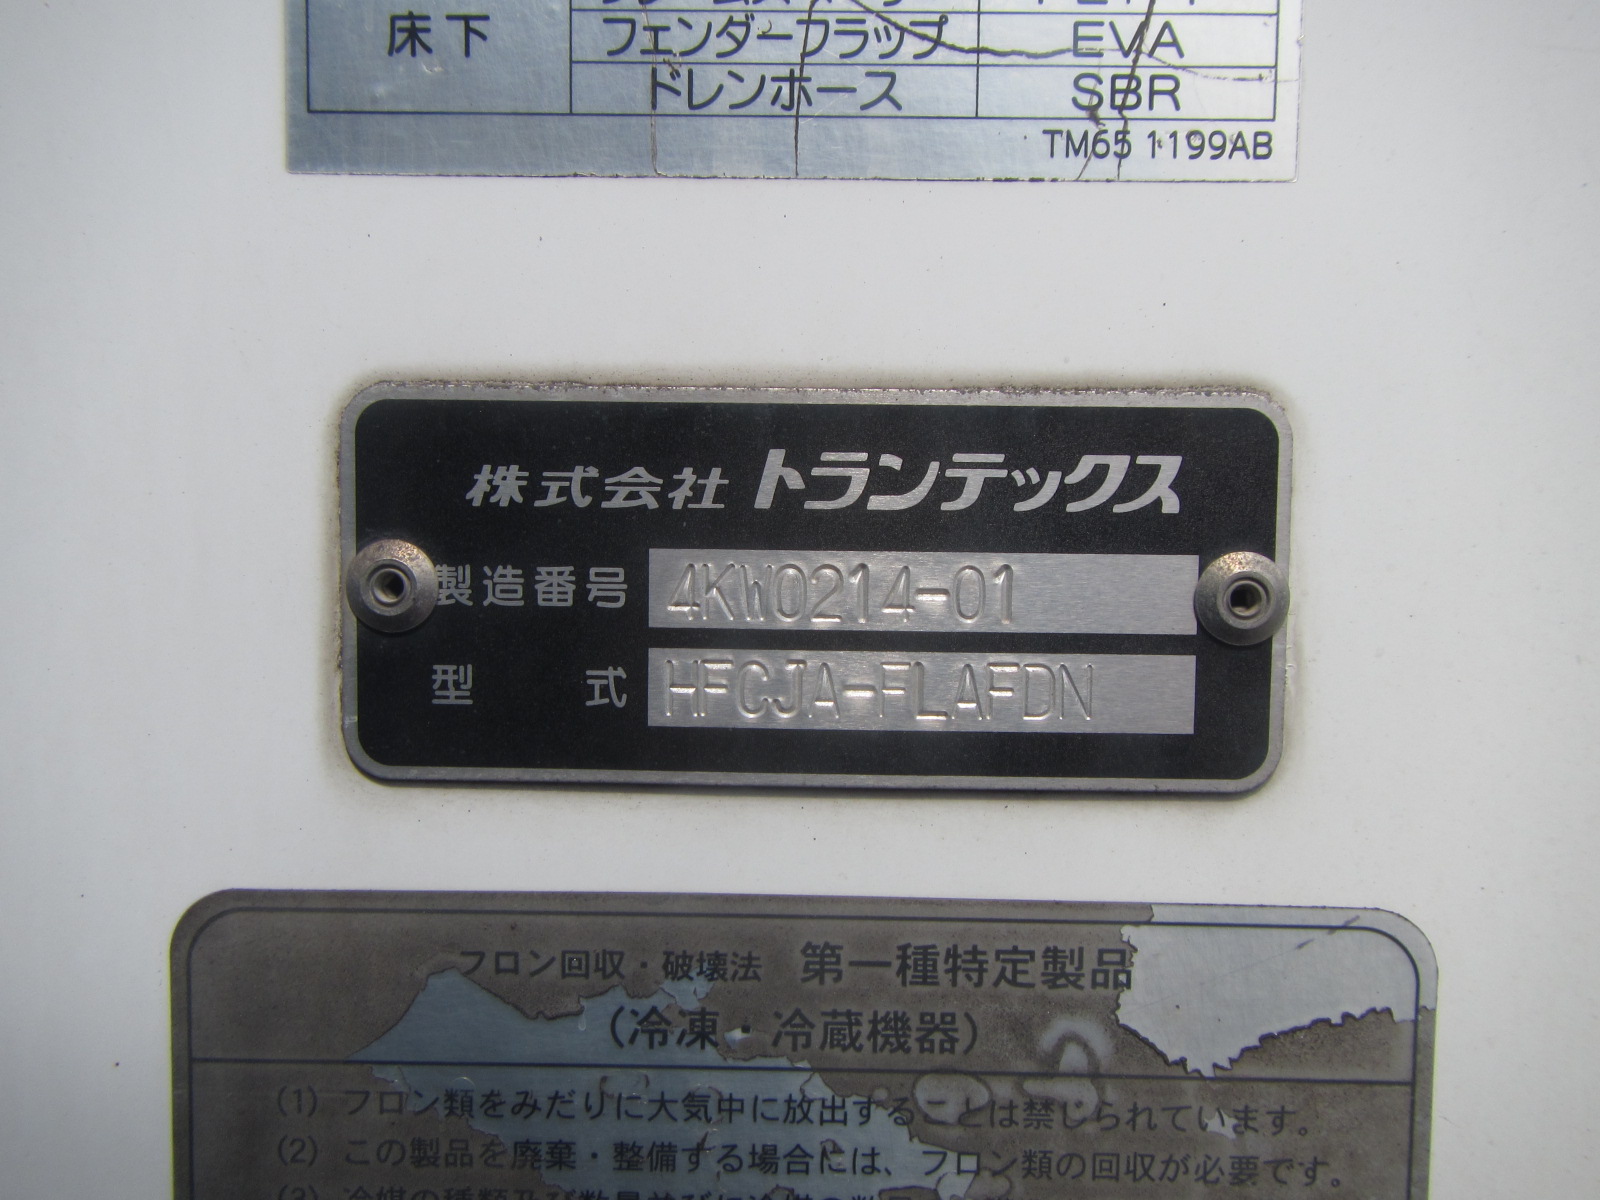 床下
フェンダーフラップ EVA
ドレンホース SBR
TM65 1199AB
株式会社 トランテックス
製造番号 4KW0214-01
型式 HFCJA-FLAFDN
フロン回収・破壊法 第一種特定製品
(冷凍・冷蔵機器)
(1) フロン類をみだりに大気中に放出することは禁じられています。
(2) この製品を廃棄・整備する場合には、フロン類の回収が必要です。